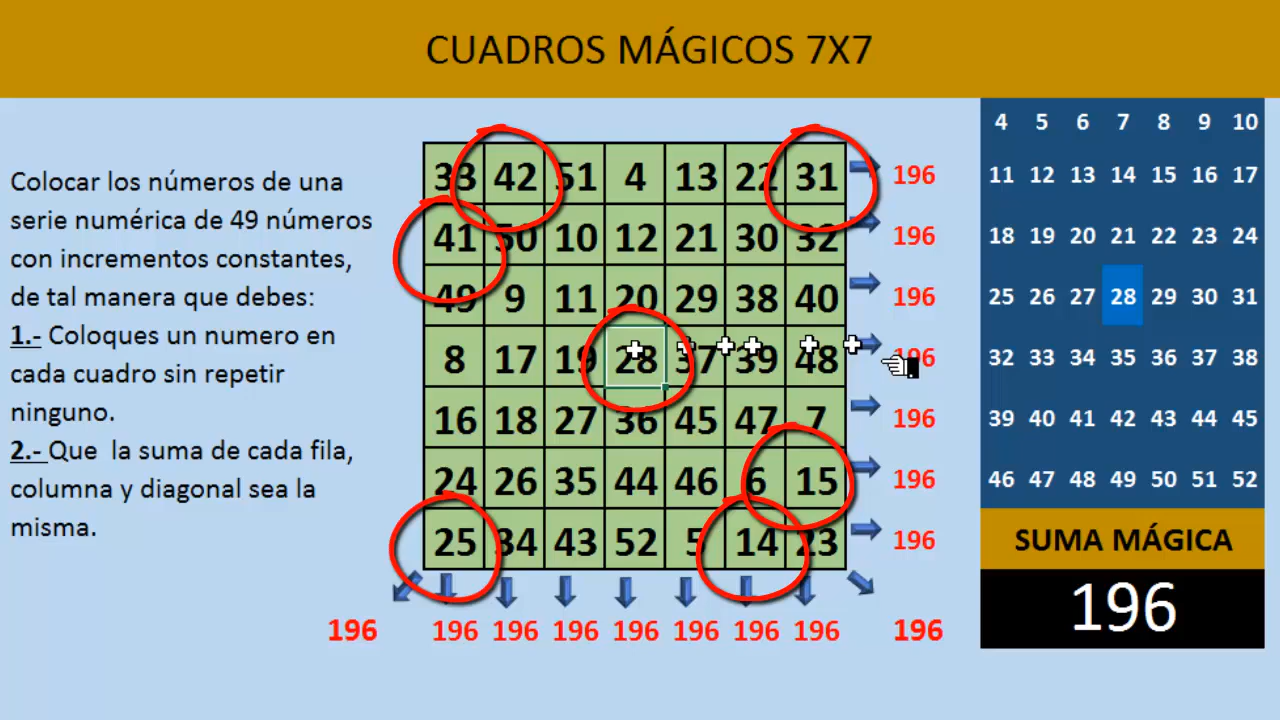 CUADROS MÁGICOS 7X7
Colocar los números de una
serie numérica de 49 números
con incrementos constantes,
de tal manera que debes:
1.- Coloques un numero en
cada cuadro sin repetir
ninguno.
2.- Que la suma de cada fila,
columna y diagonal sea la
misma.
33 42 51 4 13 22 31 196
41 50 10 12 21 30 32 196
49 9 11 20 29 38 40 196
8 17 19 28 37 39 48 196
16 18 27 36 45 47 7 196
24 26 35 44 46 6 15 196
25 34 43 52 5 14 23 196
196 196 196 196 196 196 196 196 196
4 5 6 7 8 9 10
11 12 13 14 15 16 17
18 19 20 21 22 23 24
25 26 27 28 29 30 31
32 33 34 35 36 37 38
39 40 41 42 43 44 45
46 47 48 49 50 51 52
SUMA MÁGICA
196